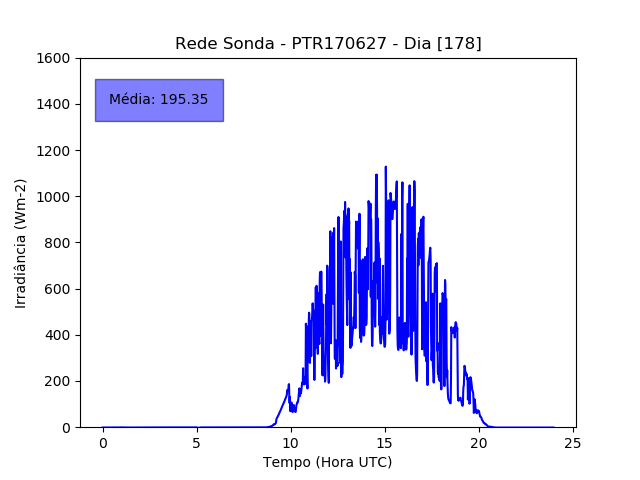 Rede Sonda - PTR170627 - Dia [178]
1600
1400
1200
1000
800
600
400
200
0
Irradiância (Wm-2)
Média: 195.35
0 5 10 15 20 25
Tempo (Hora UTC)